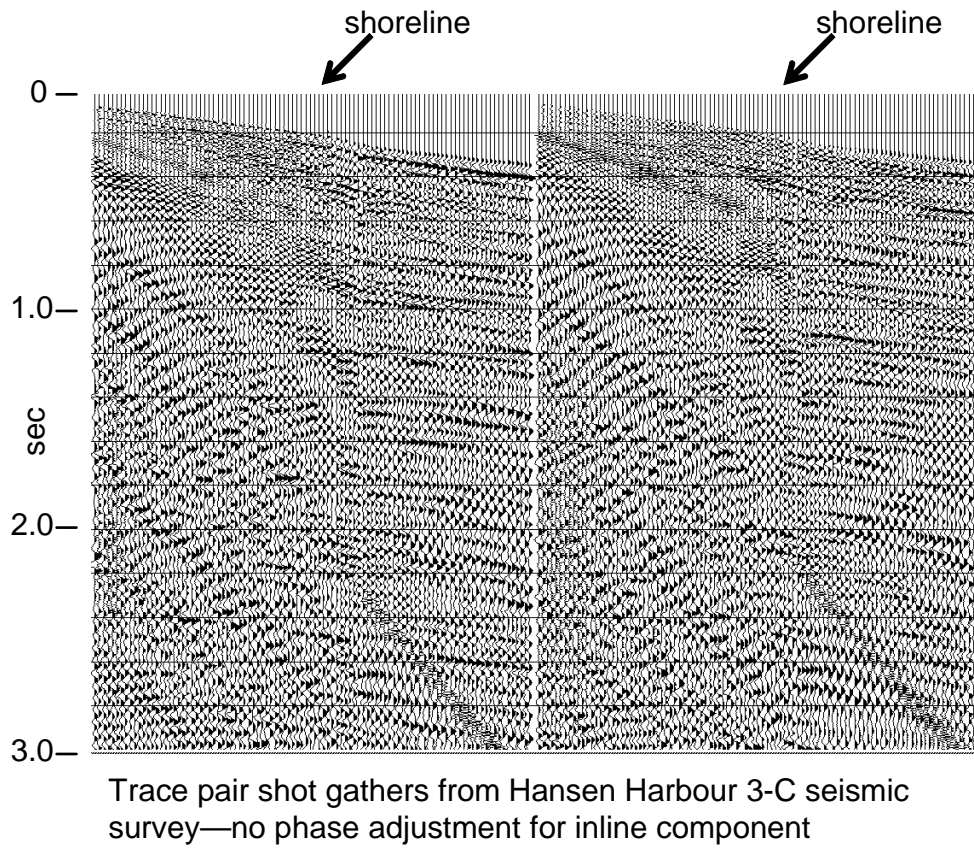 shoreline
shoreline
0
1.0
sec
2.0
3.0
Trace pair shot gathers from Hansen Harbour 3-C seismic
survey—no phase adjustment for inline component